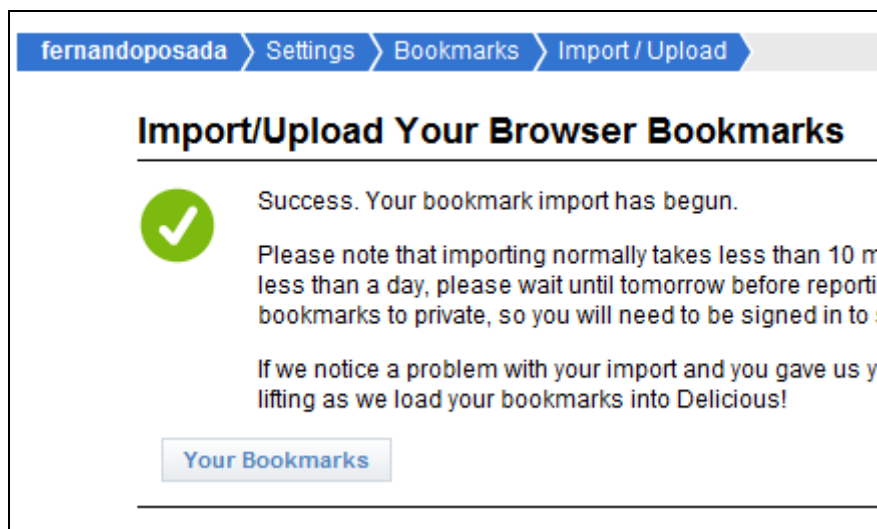 fernandoposada Settings Bookmarks Import / Upload
Import/Upload Your Browser Bookmarks
Success. Your bookmark import has begun.
Please note that importing normally takes less than 10
less than a day, please wait until tomorrow before
bookmarks to private, so you will need to be signed in to
If we notice a problem with your import and you gave us
lifting as we load your bookmarks into Delicious!
Your Bookmarks